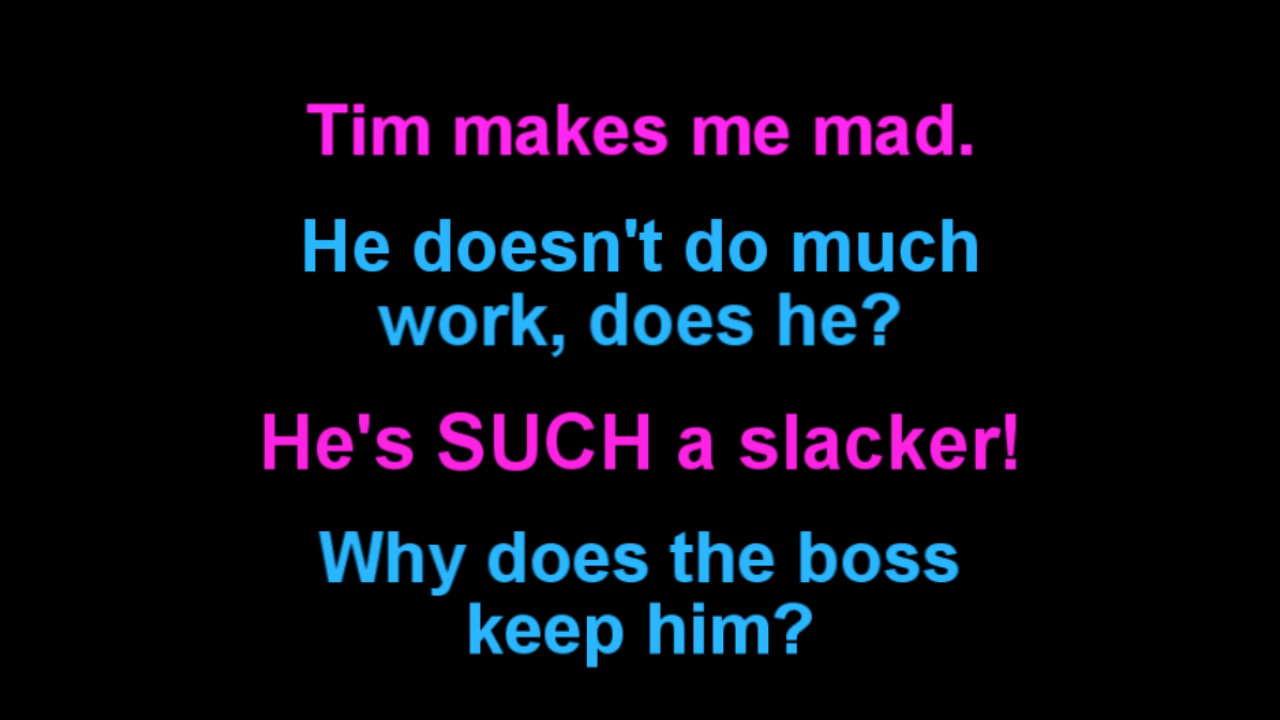 Tim makes me mad.
He doesn't do much
work, does he?
He's SUCH a slacker!
Why does the boss
keep him?